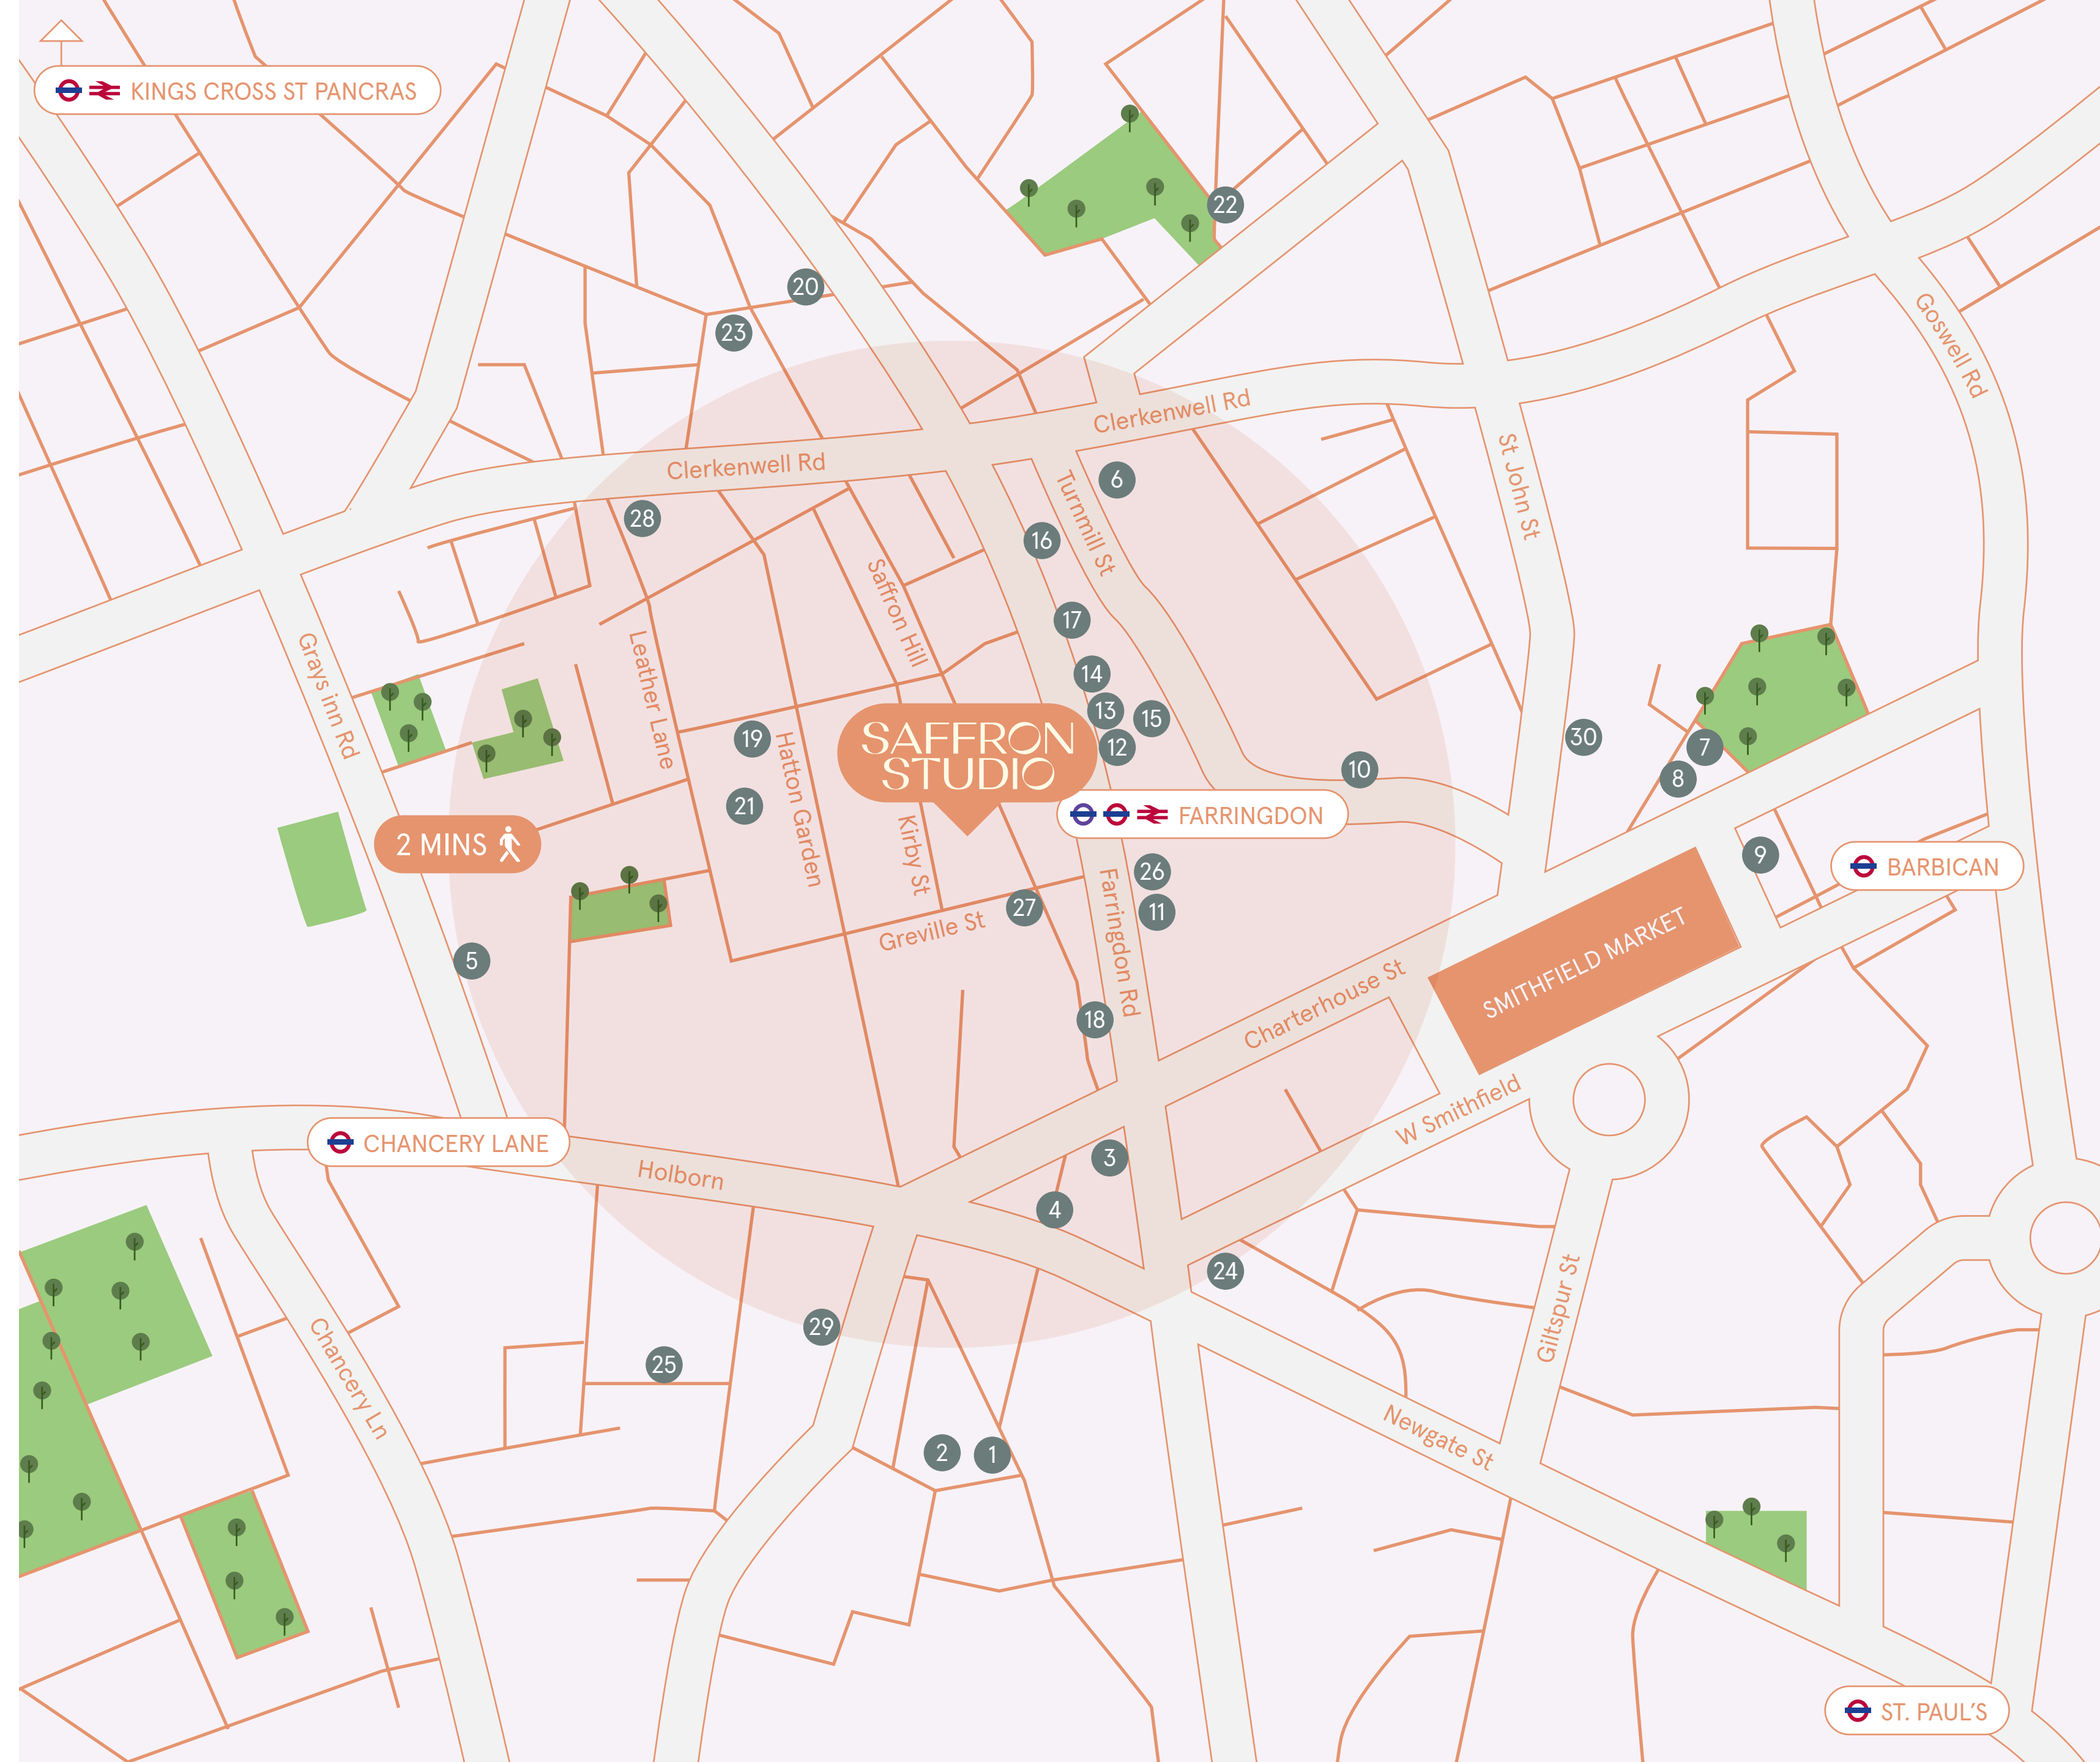 KINGS CROSS ST PANCRAS
22
20
23
Goswell Rd
Clerkenwell Rd
Clerkenwell Rd
St John St
6
Turnmill St
28
16
Saffron Hill
17
Grays inn Rd
Leather Lane
14
13
15
12
19
Hatton Garden
SAFFRON
STUDIO
30
7
8
10
21
FARRINGDON
Kirby St
2 MINS
9
BARBICAN
26
11
27
Greville St
Farringdon Rd
5
SMITHFIELD MARKET
Charterhouse St
18
W Smithfield
CHANCERY LANE
3
Holborn
4
24
Giltspur St
29
25
Chancery Ln
Newgate St
2
1
ST. PAUL'S